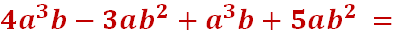 4a³b − 3ab² + a³b + 5ab² =